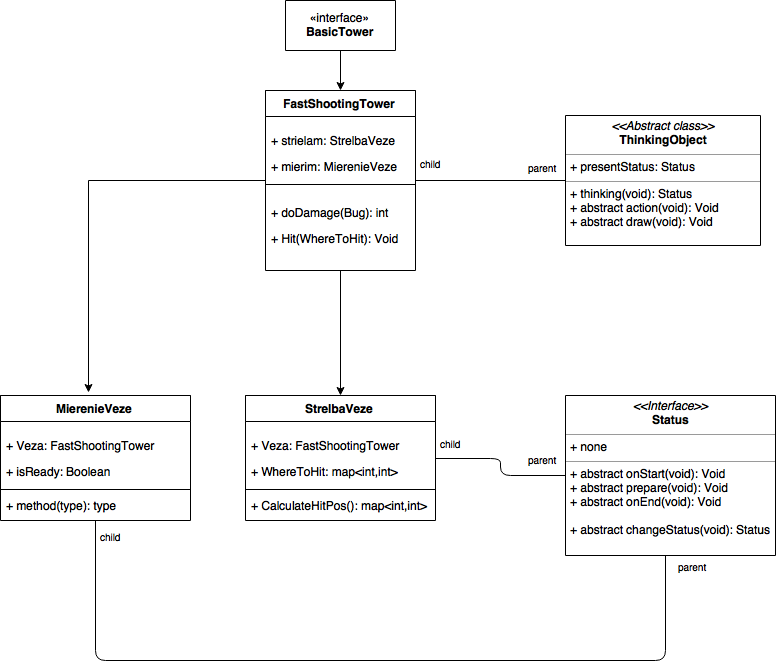 «interface»
BasicTower
FastShootingTower
+ strielam: StrelbaVeze
+ mierim: MierenieVeze
+ doDamage(Bug): int
+ Hit(WhereToHit): Void
child
parent
<<Abstract class>>
ThinkingObject
+ presentStatus: Status
+ thinking(void): Status
+ abstract action(void): Void
+ abstract draw(void): Void
MierenieVeze
+ Veza: FastShootingTower
+ isReady: Boolean
+ method(type): type
child
StrelbaVeze
+ Veza: FastShootingTower
+ WhereToHit: map<int,int>
+ CalculateHitPos(): map<int,int>
child
parent
<<Interface>>
Status
+ none
+ abstract onStart(void): Void
+ abstract prepare(void): Void
+ abstract onEnd(void): Void
+ abstract changeStatus(void): Status
parent